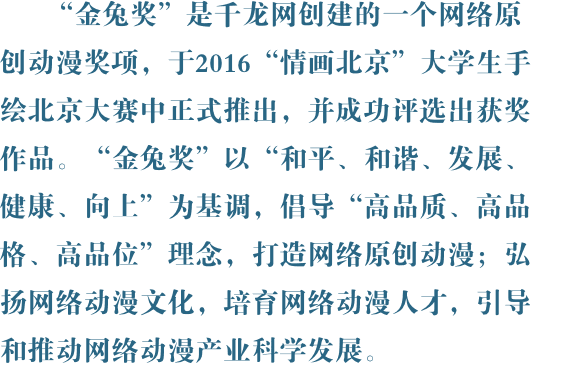 “金兔奖”是千龙网创建的一个网络原
创动漫奖项，于2016“情画北京”大学生手
绘北京大赛中正式推出，并成功评选出获奖
作品。“金兔奖”以“和平、和谐、发展、
健康、向上”为基调，倡导“高品质、高品
格、高品位”理念，打造网络原创动漫；弘
扬网络动漫文化，培育网络动漫人才，引导
和推动网络动漫产业科学发展。